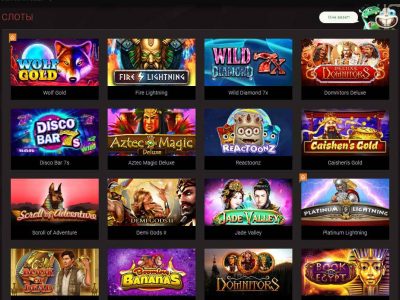 СЛОТЫ
Мне везет!
WOLF GOLD
FIRE LIGHTNING
WILD DIAMOND 7X
DOMNITORS
Wolf Gold
Fire Lightning
Wild Diamond 7x
Domnitors Deluxe
DISCO BAR 7S
Aztec Magic Deluxe
REACTOONZ
Caishen's Gold
Disco Bar 7s
Aztec Magic Deluxe
Reactoonz
Caishen's Gold
Scroll of Adventure
DEMI GODS II
JADE VALLEY
PLATINUM LIGHTNING
Scroll of Adventure
Demi Gods II
Jade Valley
Platinum Lightning
BANANAS
DOMNITORS
BOOK OF EGYPT